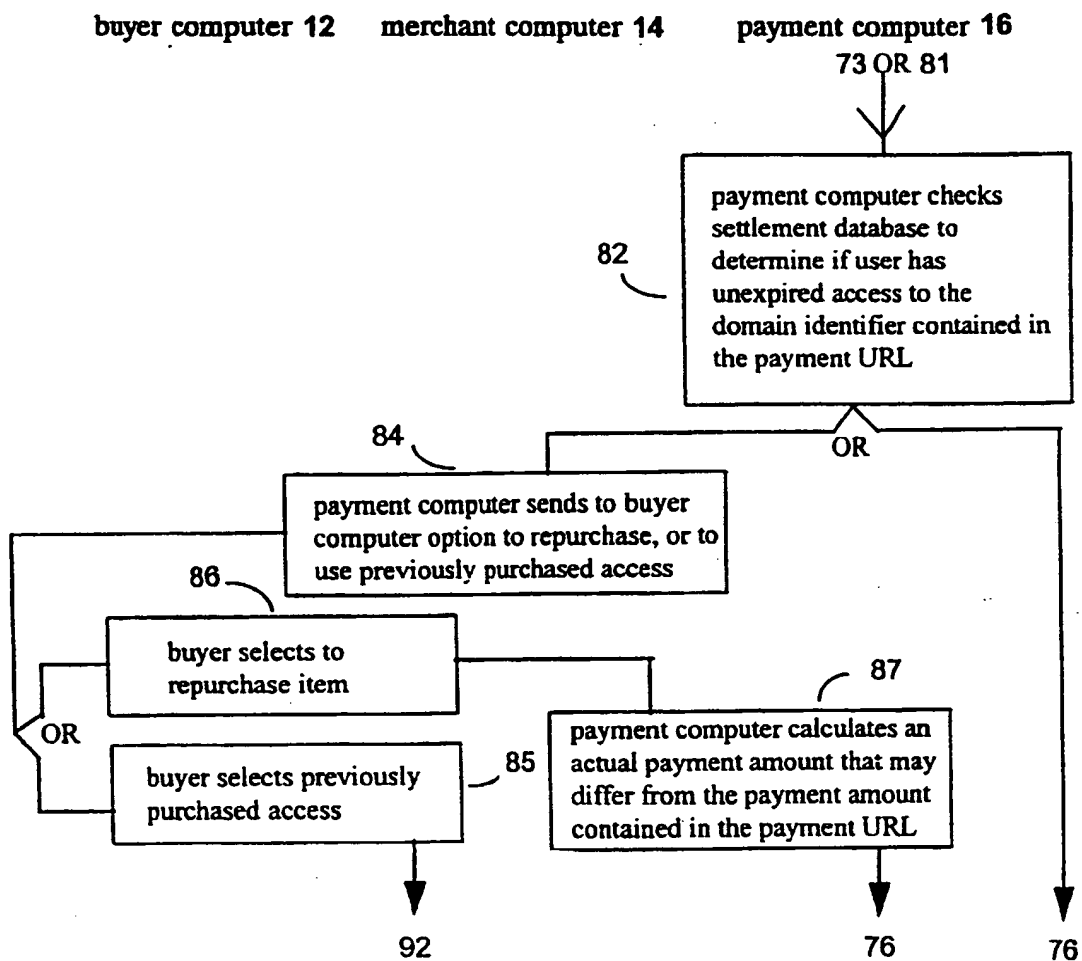 buyer computer 12 merchant computer 14 payment computer 16
73 OR 81
payment computer checks
settlement database to
determine if user has
unexpired access to the
domain identifier contained in
the payment URL
82
OR
84
payment computer sends to buyer
computer option to repurchase, or to
use previously purchased access
86
buyer selects to
repurchase item
87
payment computer calculates an
actual payment amount that may
differ from the payment amount
contained in the payment URL
OR
85
buyer selects previously
purchased access
92
76
76